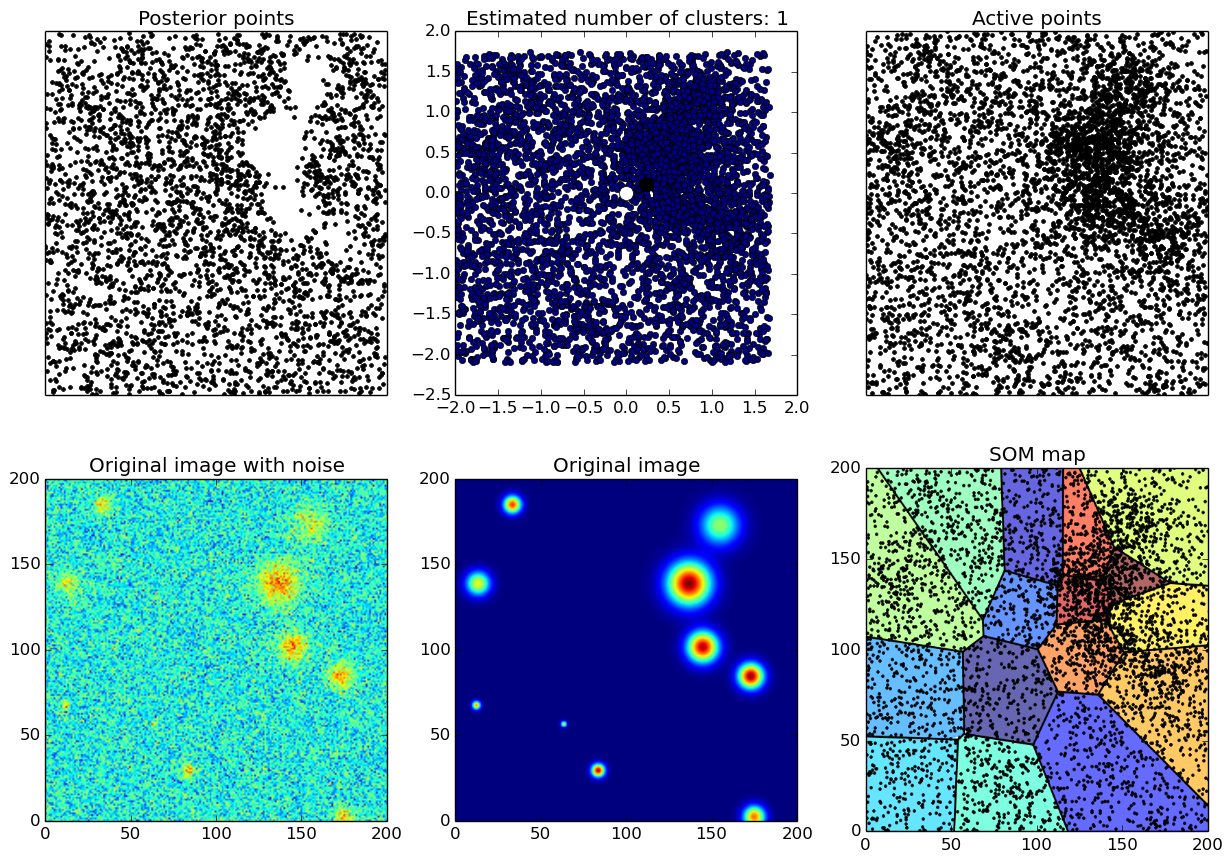 Posterior points
Estimated number of clusters: 1
Active points
2.0
1.5
1.0
0.5
0.0
−0.5
−1.0
−1.5
−2.0
−2.5
−2.0 −1.5 −1.0 −0.5 0.0 0.5 1.0 1.5 2.0
Original image with noise
Original image
SOM map
200
150
100
50
0
0 50 100 150 200
200
150
100
50
0
0 50 100 150 200
200
150
100
50
0
0 50 100 150 200